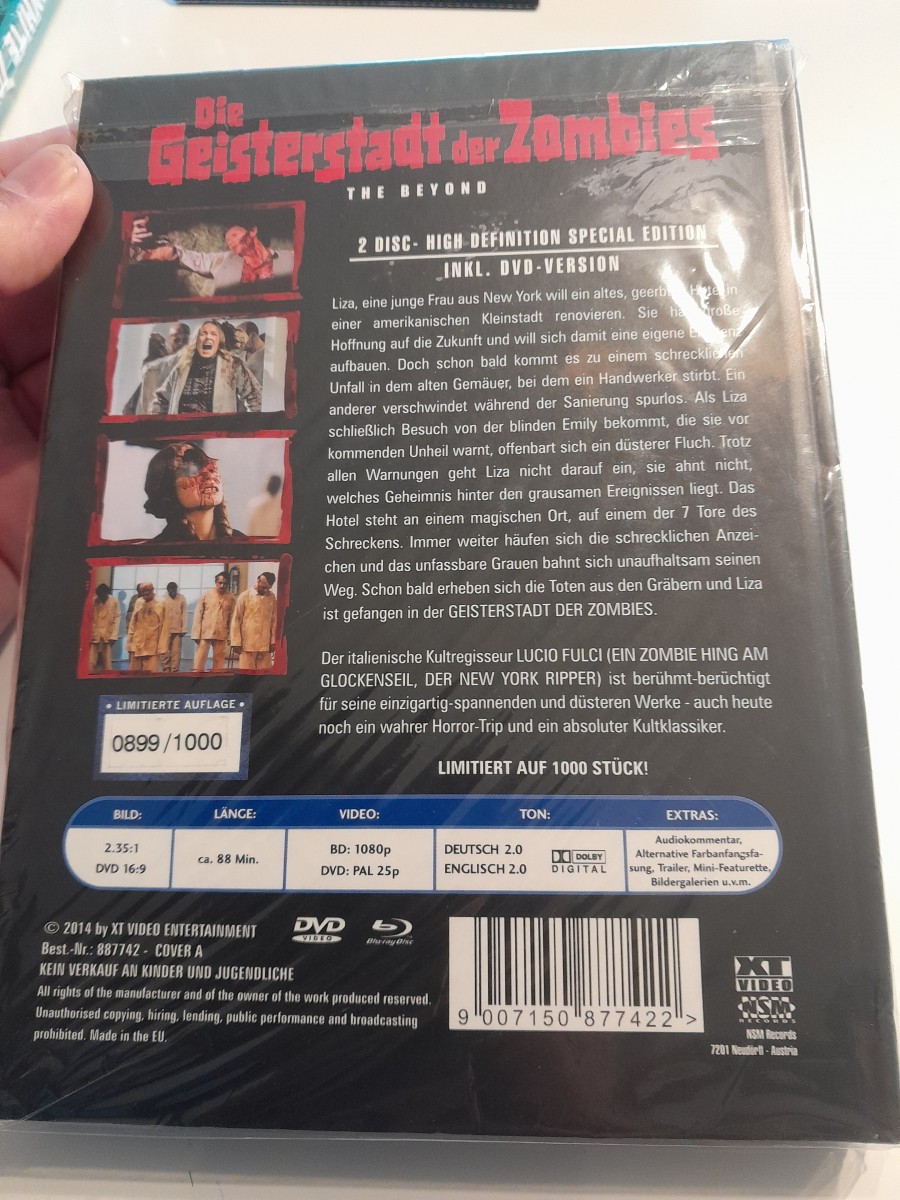 WHITE
Die
Geisterstadt der Zombies
THE BEYOND
2 DISC- HIGH DEFINITION SPECIAL EDITION
INKL. DVD-VERSION
Liza, eine junge Frau aus New York will ein altes, in
einer amerikanischen Kleinstadt renovieren. Sie große
Hoffnung auf die Zukunft und will sich damit eine eigene
aufbauen. Doch schon bald kommt es zu einem schrecklichen
Unfall in dem alten Gemäuer, bei dem ein Handwerker stirbt. Ein
anderer verschwindet während der Sanierung spurlos. Als Liza
schließlich Besuch von der blinden Emily bekommt, die sie vor
kommenden Unheil warnt, offenbart sich ein düsterer Fluch. Trotz
allen Warnungen geht Liza nicht darauf ein, sie ahnt nicht,
welches Geheimnis hinter den grausamen Ereignissen liegt. Das
Hotel steht an einem magischen Ort, auf einem der 7 Tore des
Schreckens. Immer weiter häufen sich die schrecklichen Anzei-
chen und das unfassbare Grauen bahnt sich unaufhaltsam seinen
Weg. Schon bald erheben sich die Toten aus den Gräbern und Liza
ist gefangen in der GEISTERSTADT DER ZOMBIES.
Der italienische Kultregisseur LUCIO FULCI (EIN ZOMBIE HING AM
GLOCKENSEIL, DER NEW YORK RIPPER) ist berühmt-berüchtigt
für seine einzigartig-spannenden und düsteren Werke - auch heute
noch ein wahrer Horror-Trip und ein absoluter Kultklassiker.
• LIMITIERTE AUFLAGE •
0899/1000
LIMITIERT AUF 1000 STÜCK!
BILD: LÄNGE: VIDEO: TON: EXTRAS:
2.35:1
DVD 16:9
ca. 88 Min.
BD: 1080p
DVD: PAL 25p
DEUTSCH 2.0
ENGLISCH 2.0
DOLBY
DIGITAL
Audiokommentar,
Alternative Farbanfangsfa-
sung, Trailer, Mini-Featurette,
Bildergalerien u.v.m.
© 2014 by XT VIDEO ENTERTAINMENT
Best.-Nr.: 887742 - COVER A
KEIN VERKAUF AN KINDER UND JUGENDLICHE
All rights of the manufacturer and of the owner of the work produced reserved.
Unauthorised copying, hiring, lending, public performance and broadcasting
prohibited. Made in the EU.
DVD
VIDEO
Blu-ray Disc
9 007150 877422 >
XT
VIDEO
NSM
RECORDS
NSM Records
7201 Neudörfl - Austria